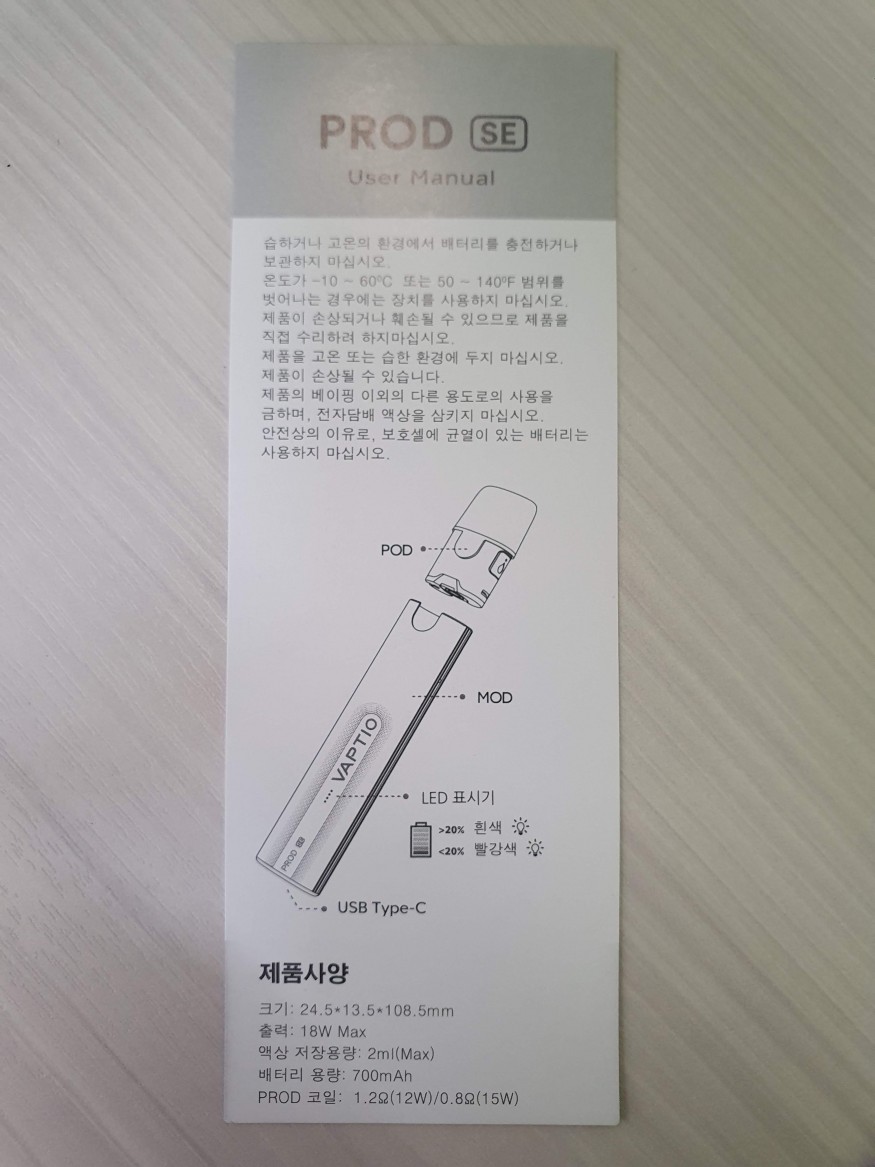 PROD SE
User Manual
습하거나 고온의 환경에서 배터리를 충전하거나
보관하지 마십시오.
온도가 -10 ~ 60ºC 또는 50 ~ 140ºF 범위를
벗어나는 경우에는 장치를 사용하지 마십시오.
제품이 손상되거나 훼손될 수 있으므로 제품을
직접 수리하려 하지마십시오.
제품을 고온 또는 습한 환경에 두지 마십시오.
제품이 손상될 수 있습니다.
제품의 베이핑 이외의 다른 용도로의 사용을
금하며, 전자담배 액상을 삼키지 마십시오.
안전상의 이유로, 보호셀에 균열이 있는 배터리는
사용하지 마십시오.
POD
MOD
VAPTIO
LED 표시기
>20% 흰색
<20% 빨강색
PROD SE
USB Type-C
제품사양
크기: 24.5*13.5*108.5mm
출력: 18W Max
액상 저장용량: 2ml(Max)
배터리 용량: 700mAh
PROD 코일: 1.2Ω(12W)/0.8Ω(15W)